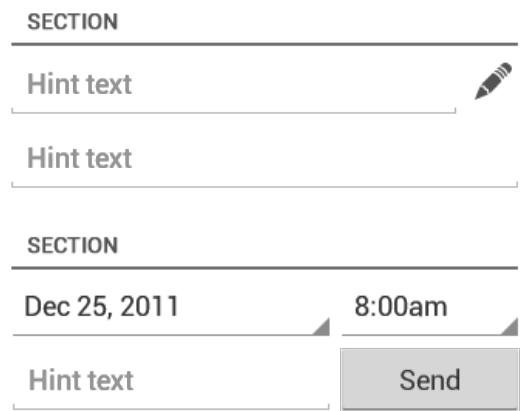 SECTION
Hint text
Hint text
SECTION
Dec 25, 2011 8:00am
Hint text Send